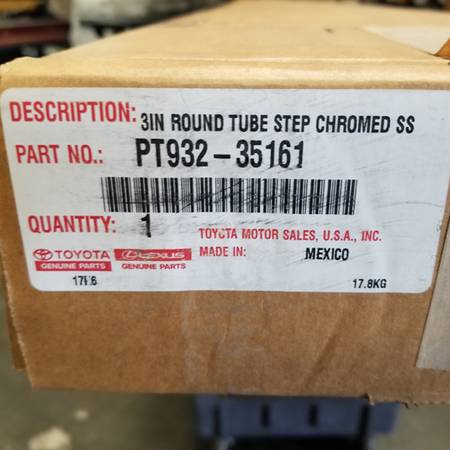 DESCRIPTION: 3IN ROUND TUBE STEP CHROMED SS
PART NO.: PT932-35161
QUANTITY: 1
TOYOTA MOTOR SALES, U.S.A., INC.
TOYOTA LEXUS MADE IN: MEXICO
GENUINE PARTS GENUINE PARTS
17.8KG